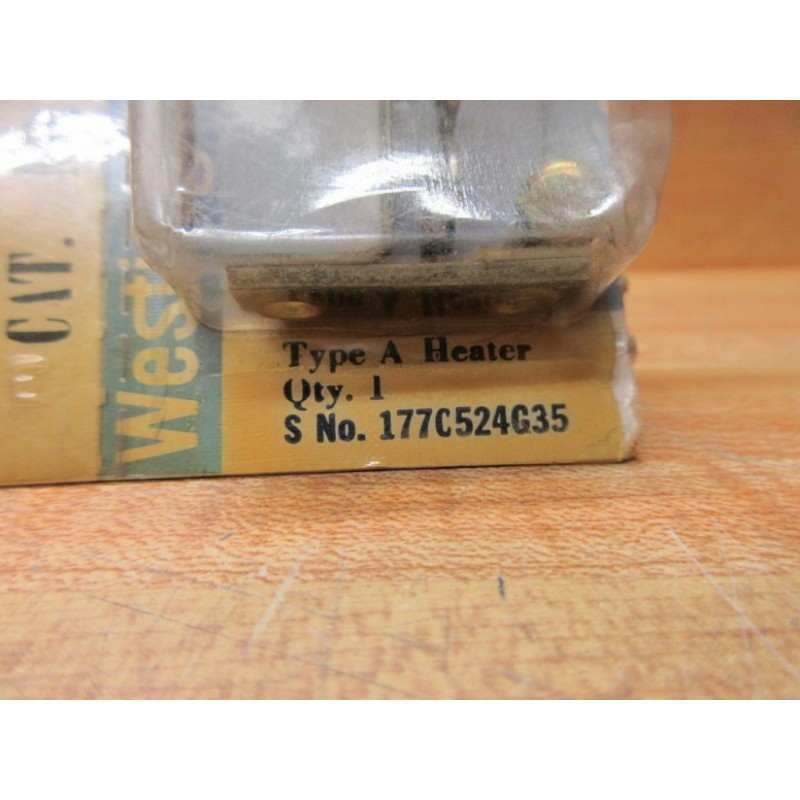 CAT.
Westi
Type A Heater
Qty. 1
S No. 177C524G35